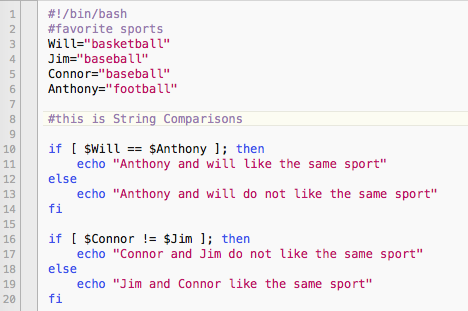 1 #!/bin/bash
2 #favorite sports
3 Will="basketball"
4 Jim="baseball"
5 Connor="baseball"
6 Anthony="football"
7
8 #this is String Comparisons
9
10 if [ $Will == $Anthony ]; then
11 echo "Anthony and will like the same sport"
12 else
13 echo "Anthony and will do not like the same sport"
14 fi
15
16 if [ $Connor != $Jim ]; then
17 echo "Connor and Jim do not like the same sport"
18 else
19 echo "Jim and Connor like the same sport"
20 fi